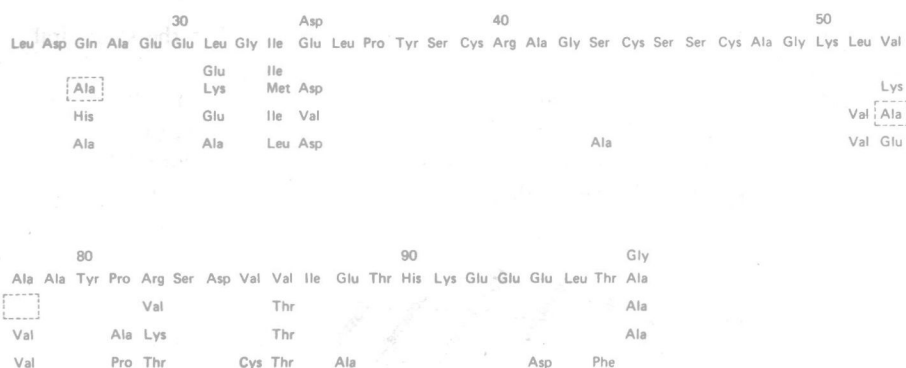 30 Asp 40 50
Leu Asp Gln Ala Glu Glu Leu Gly Ile Glu Leu Pro Tyr Ser Cys Arg Ala Gly Ser Cys Ser Ser Cys Ala Gly Lys Leu Val
Glu Ile
Ala Lys Met Asp Lys
His Glu Ile Val Val Ala
Ala Ala Leu Asp Ala Val Glu
80 90 Gly
Ala Ala Tyr Pro Arg Ser Asp Val Val Ile Glu Thr His Lys Glu Glu Glu Leu Thr Ala
Val Thr Ala
Val Ala Lys Thr Ala
Val Pro Thr Cys Thr Ala Asp Phe